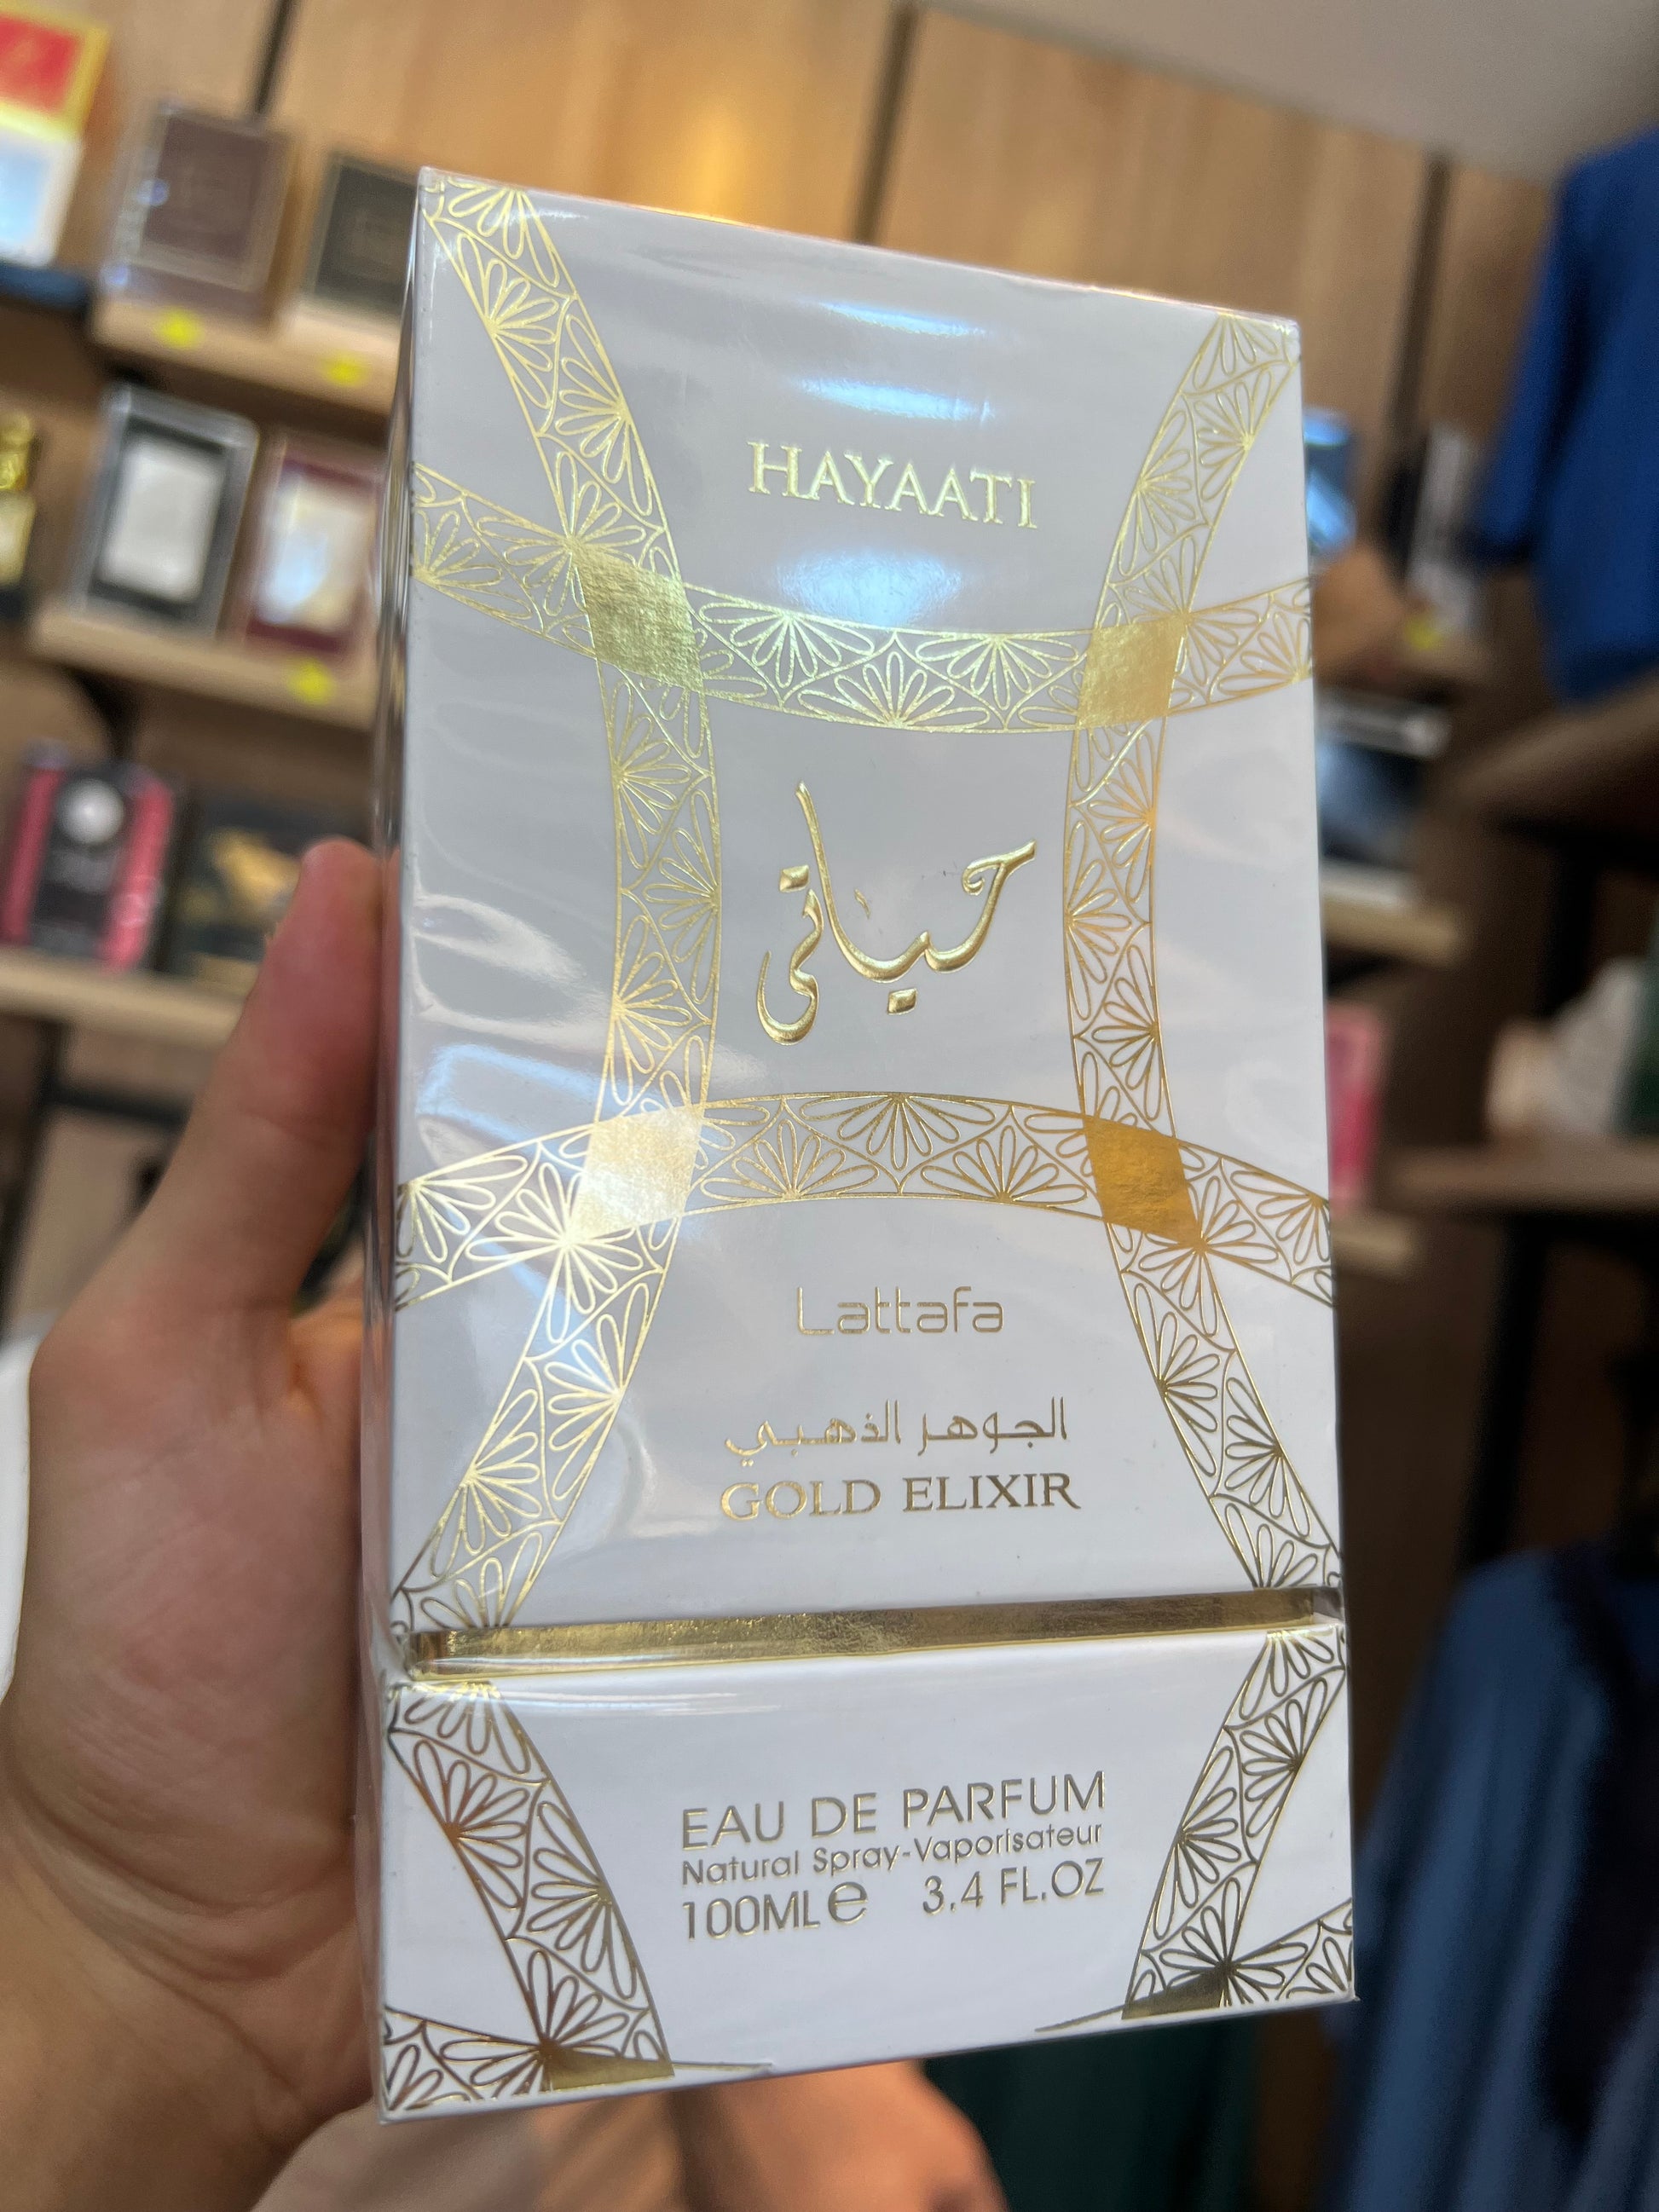 HAYAATI
حياتي
Lattafa
الجوهر الذهبي
GOLD ELIXIR
EAU DE PARFUM
Natural Spray-Vaporisateur
100ML e 3.4 FL.OZ